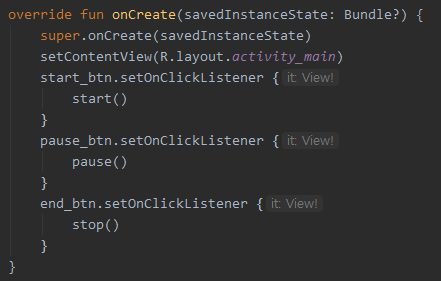 override fun onCreate(savedInstanceState: Bundle?) {
    super.onCreate(savedInstanceState)
    setContentView(R.layout.activity_main)
    start_btn.setOnClickListener { it: View!
        start()
    }
    pause_btn.setOnClickListener { it: View!
        pause()
    }
    end_btn.setOnClickListener { it: View!
        stop()
    }
}